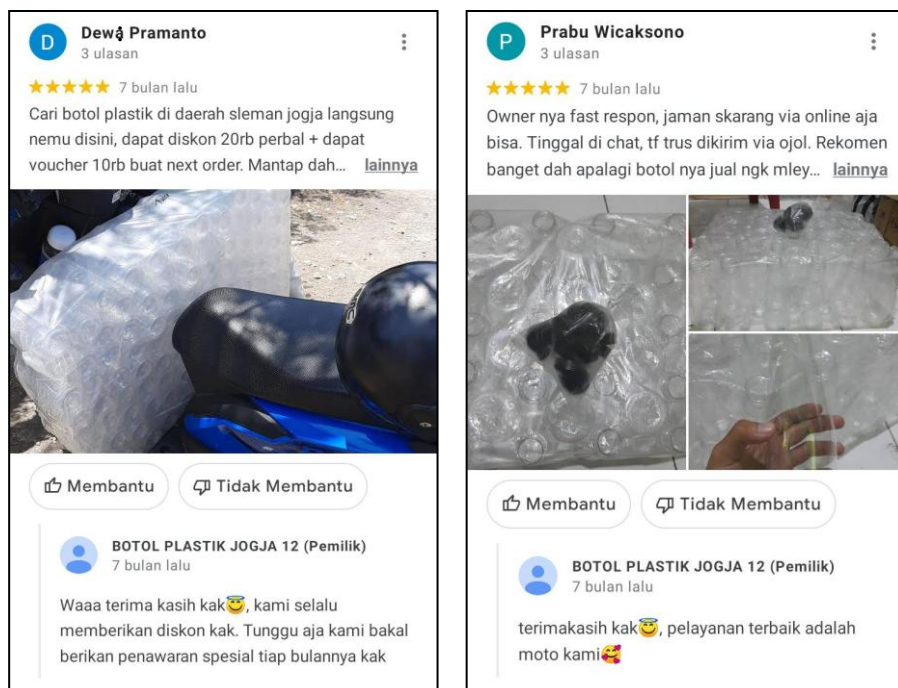 D
Dewa Pramanto
3 ulasan
7 bulan lalu
Cari botol plastik di daerah sleman jogja langsung
nemu disini, dapat diskon 20rb perbal + dapat
voucher 10rb buat next order. Mantap dah... lainnya
Membantu
Tidak Membantu
BOTOL PLASTIK JOGJA 12 (Pemilik)
7 bulan lalu
Waaa terima kasih kak😇, kami selalu
memberikan diskon kak. Tunggu aja kami bakal
berikan penawaran spesial tiap bulannya kak
P
Prabu Wicaksono
3 ulasan
7 bulan lalu
Owner nya fast respon, jaman skarang via online aja
bisa. Tinggal di chat, tf trus dikirim via ojol. Rekomen
banget dah apalagi botol nya jual ngk mley... lainnya
Membantu
Tidak Membantu
BOTOL PLASTIK JOGJA 12 (Pemilik)
7 bulan lalu
terimakasih kak😇, pelayanan terbaik adalah
moto kami🥰